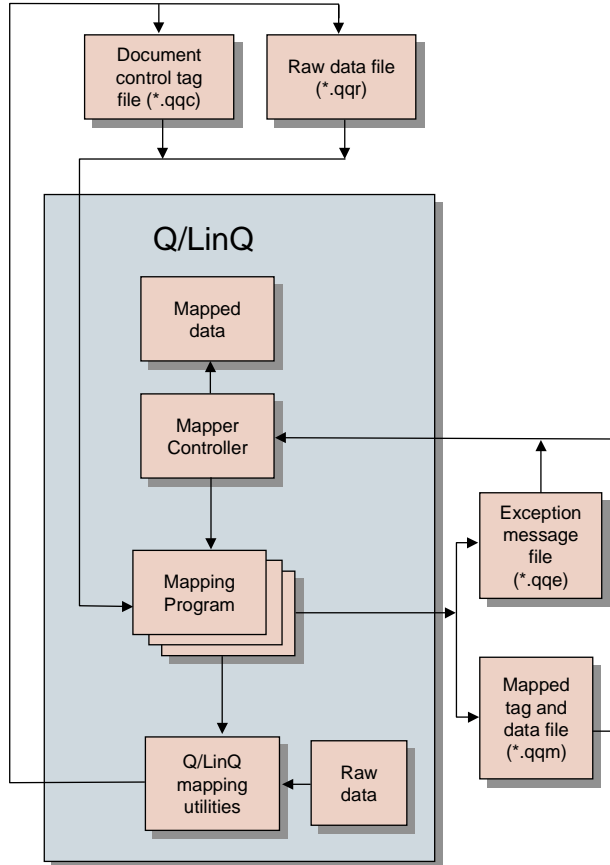 Document
control tag
file (*.qqc)
Raw data file
(*.qqr)
Q/LinQ
Mapped
data
Mapper
Controller
Exception
message
file
(*.qqe)
Mapping
Program
Mapped
tag and
data file
(*.qqm)
Q/LinQ
mapping
utilities
Raw
data